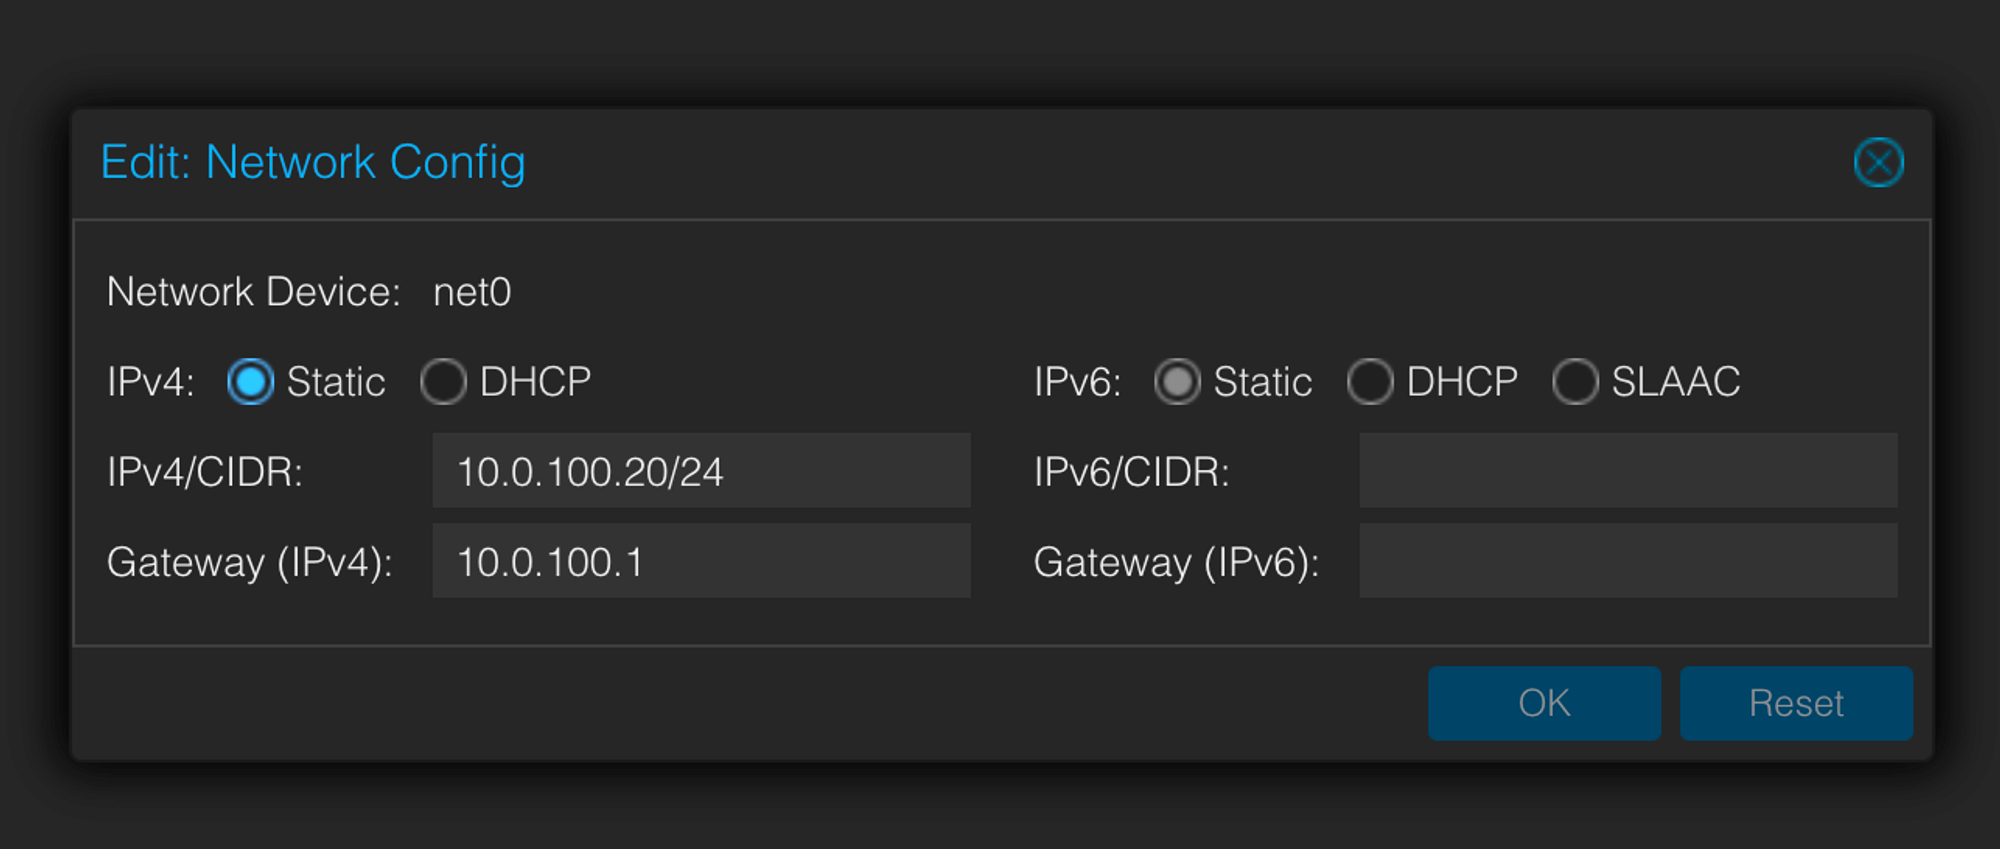 Edit: Network Config
Network Device: net0
IPv4: Static DHCP
IPv6: Static DHCP SLAAC
IPv4/CIDR: 10.0.100.20/24
IPv6/CIDR:
Gateway (IPv4): 10.0.100.1
Gateway (IPv6):
OK
Reset